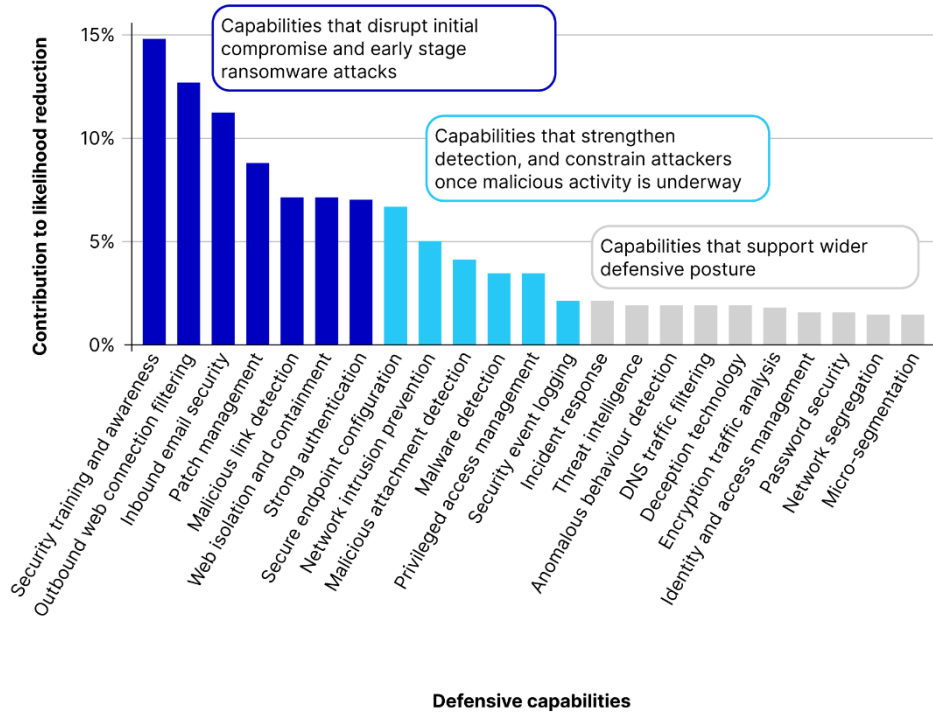 Capabilities that disrupt initial
compromise and early stage
ransomware attacks
Capabilities that strengthen
detection, and constrain attackers
once malicious activity is underway
Capabilities that support wider
defensive posture
Contribution to likelihood reduction
15%
10%
5%
0%
Security training and awareness
Outbound web connection filtering
Inbound email security
Patch management
Malicious link detection
Web isolation and containment
Strong authentication
Secure endpoint configuration
Network intrusion prevention
Malicious attachment detection
Malware detection
Privileged access management
Security event logging
Incident response
Threat intelligence
Anomalous behaviour detection
DNS traffic filtering
Deception technology
Encryption traffic analysis
Identity and access management
Password security
Network segregation
Micro-segmentation
Defensive capabilities